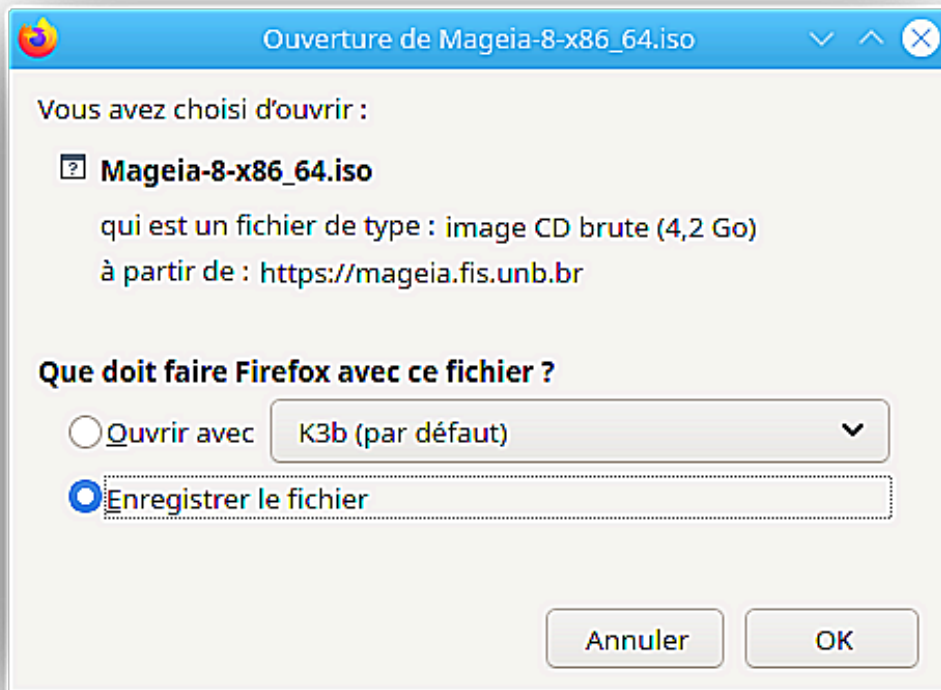 Ouverture de Mageia-8-x86_64.iso
Vous avez choisi d’ouvrir :
Mageia-8-x86_64.iso
qui est un fichier de type : image CD brute (4,2 Go)
à partir de : https://mageia.fis.unb.br
Que doit faire Firefox avec ce fichier ?
Ouvrir avec K3b (par défaut)
Enregistrer le fichier
Annuler OK